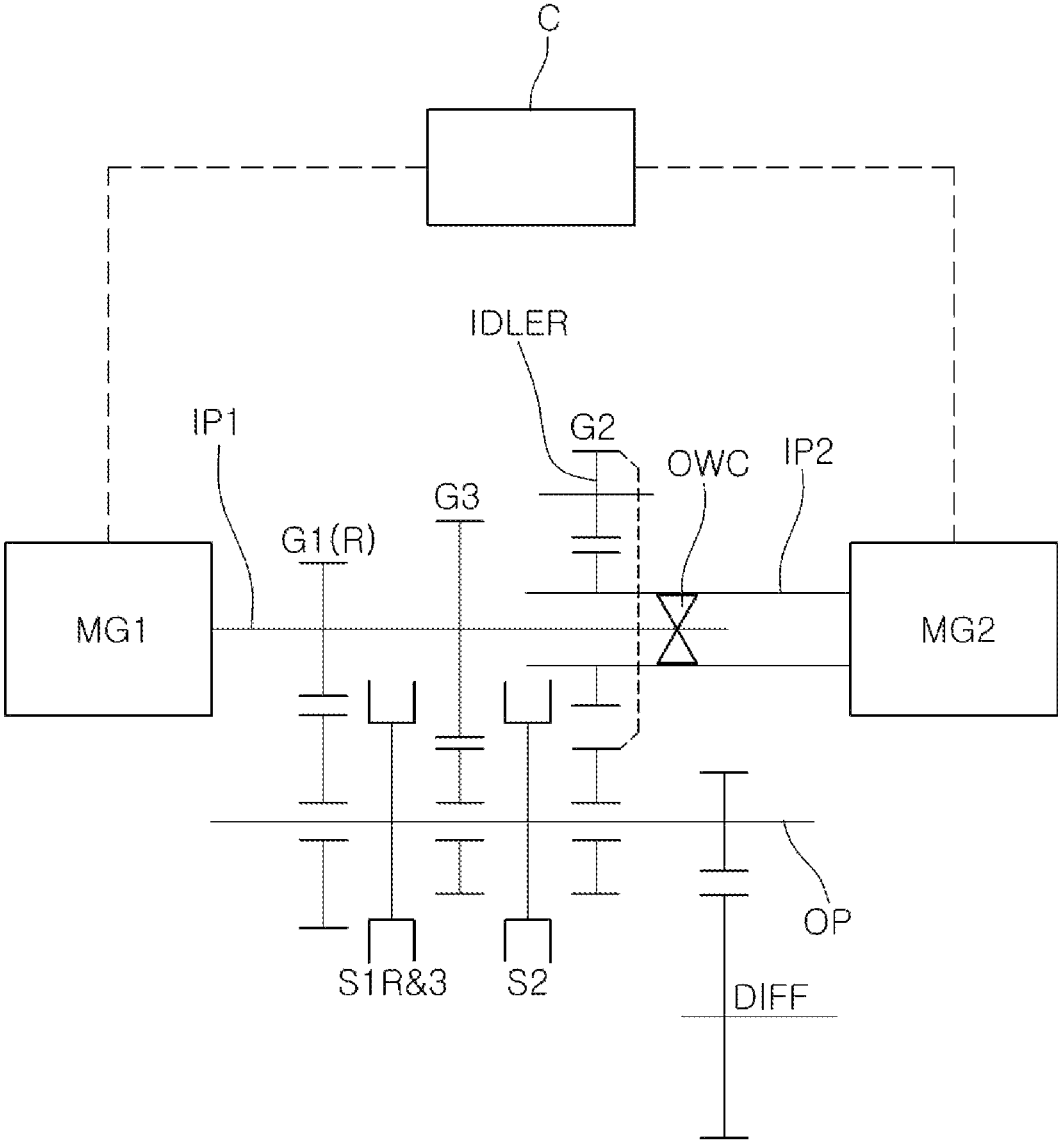 C
IDLER
IP1
G2
OWC
IP2
G3
G1(R)
MG1
MG2
OP
S1R&3
S2
DIFF